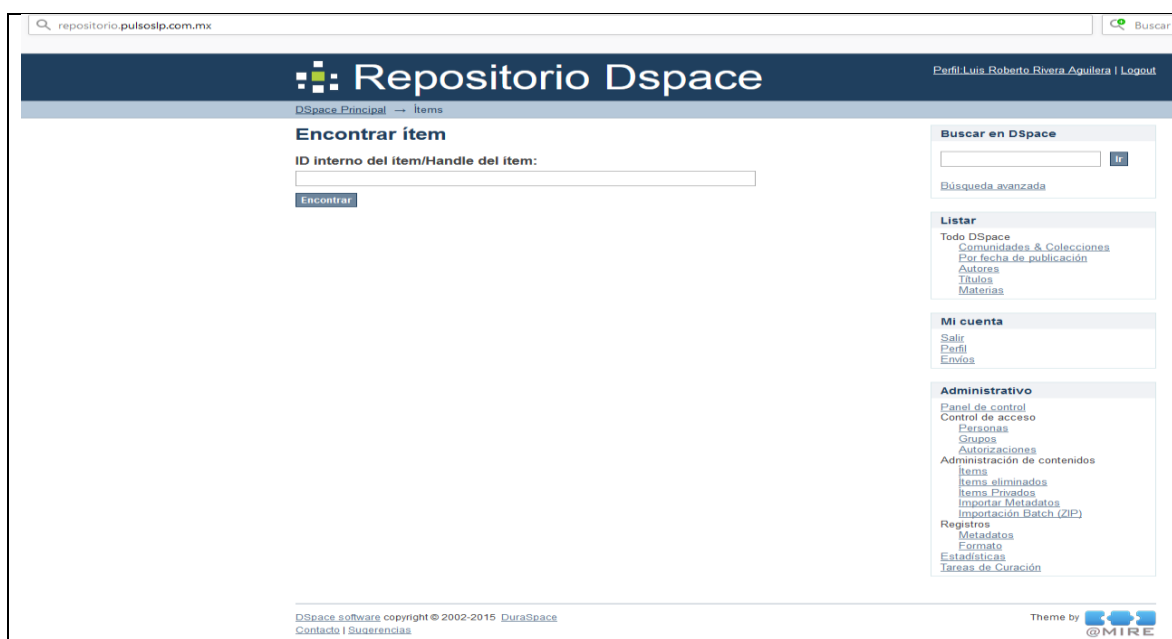 repositorio.pulsoslp.com.mx
Buscar
Repositorio Dspace
Perfil:Luis Roberto Rivera Aguilera | Logout
DSpace Principal → Ítems
Encontrar ítem
ID interno del item/Handle del item:
Encontrar
Buscar en DSpace
Ir
Búsqueda avanzada
Listar
Todo DSpace
Comunidades & Colecciones
Por fecha de publicación
Autores
Títulos
Materias
Mi cuenta
Salir
Perfil
Envíos
Administrativo
Panel de control
Control de acceso
Personas
Grupos
Autorizaciones
Administración de contenidos
Ítems
Ítems eliminados
Ítems Privados
Importar Metadatos
Importación Batch (ZIP)
Registros
Metadatos
Formato
Estadísticas
Tareas de Curación
DSpace software copyright © 2002-2015 DuraSpace
Contacto | Sugerencias
Theme by
@MIRE